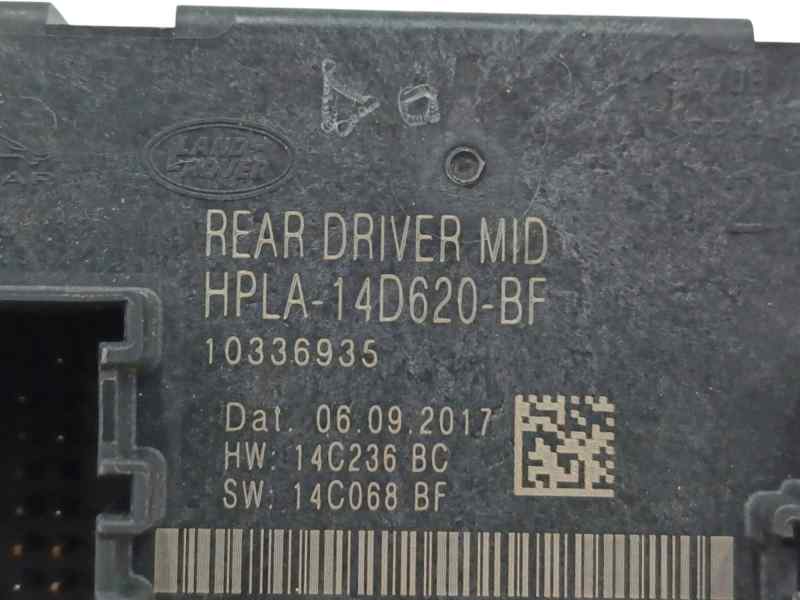 LAND-
ROVER
REAR DRIVER MID
HPLA-14D620-BF
10336935
Dat. 06.09.2017
HW: 14C236 BC
SW: 14C068 BF